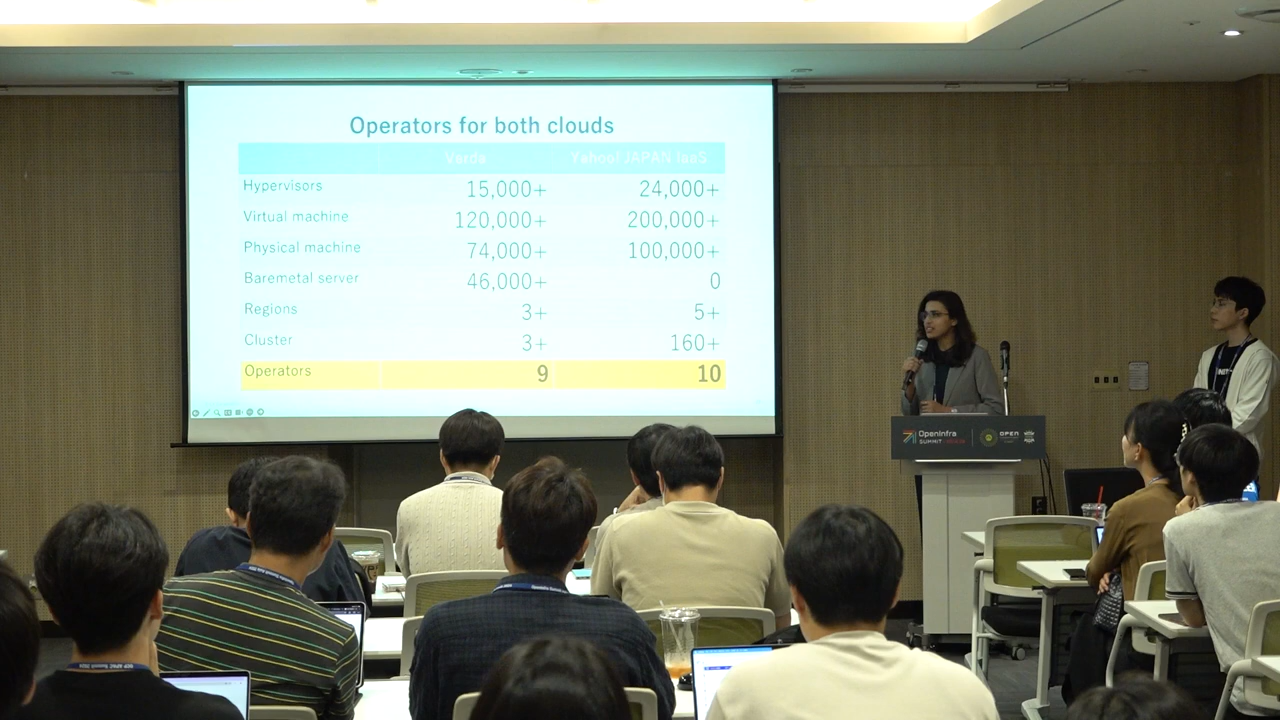 Operators for both clouds
Verda Yahoo! JAPAN IaaS
Hypervisors 15,000+ 24,000+
Virtual machine 120,000+ 200,000+
Physical machine 74,000+ 100,000+
Baremetal server 46,000+ 0
Regions 3+ 5+
Cluster 3+ 160+
Operators 9 10
OpenInfra
SUMMIT
OPEN